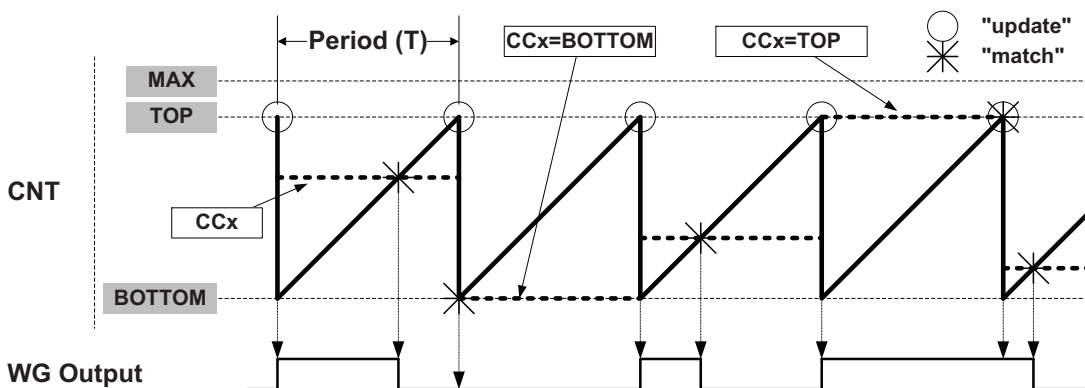 Period (T)
CCx=BOTTOM
CCx=TOP
"update"
"match"
MAX
TOP
CNT
CCx
BOTTOM
WG Output